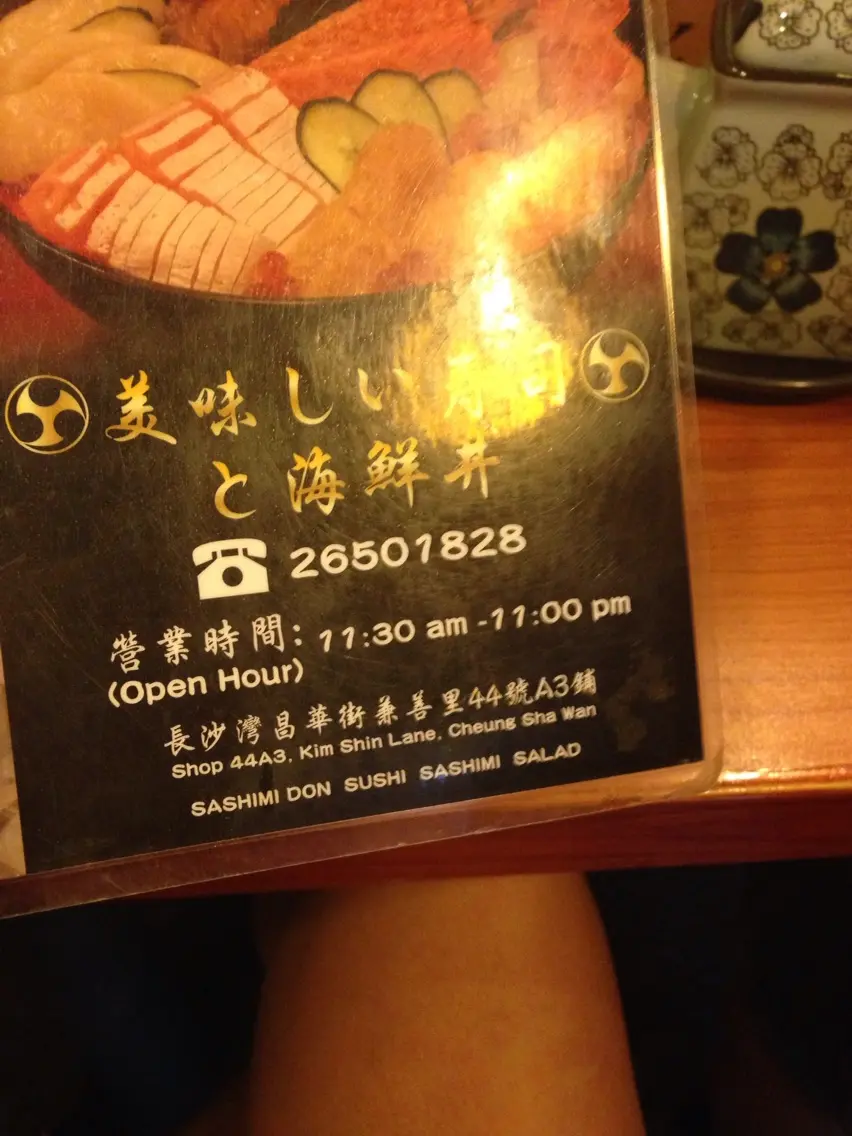 美味しい寿司
と海鮮丼
26501828
營業時間: 11:30 am -11:00 pm
(Open Hour)
長沙灣昌華街兼善里44號A3鋪
Shop 44A3, Kim Shin Lane, Cheung Sha Wan
SASHIMI DON SUSHI SASHIMI SALAD